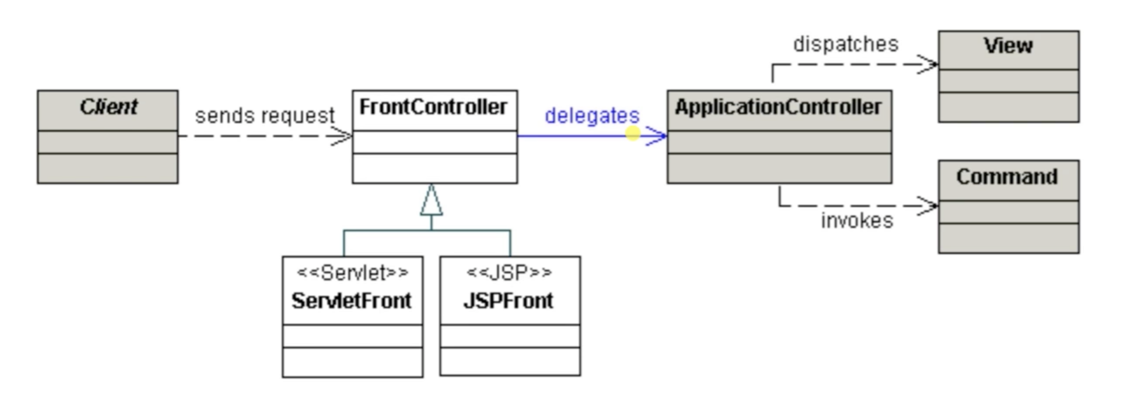 dispatches
View
Client
sends request
FrontController
delegates
ApplicationController
Command
invokes
<<Servlet>>
ServletFront
<<JSP>>
JSPFront